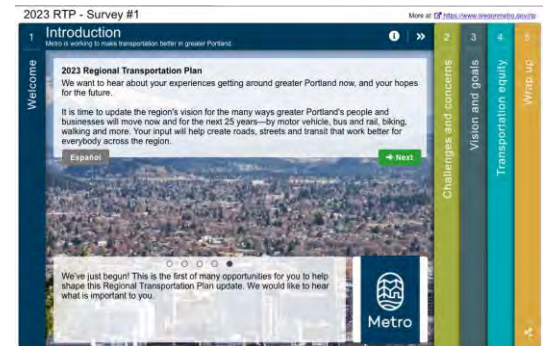 2023 RTP - Survey #1
More at: https://www.oregonmetro.gov/rtp
1
Introduction
Metro is working to make transportation better in greater Portland.
Welcome
2023 Regional Transportation Plan
We want to hear about your experiences getting around greater Portland now, and your hopes
for the future.
It is time to update the region's vision for the many ways greater Portland's people and
businesses will move now and for the next 25 years—by motor vehicle, bus and rail, biking,
walking and more. Your input will help create roads, streets and transit that work better for
everybody across the region.
Español
Next
We've just begun! This is the first of many opportunities for you to help
shape this Regional Transportation Plan update. We would like to hear
what is important to you.
Metro
2
Challenges and concerns
3
Vision and goals
4
Transportation equity
5
Wrap up